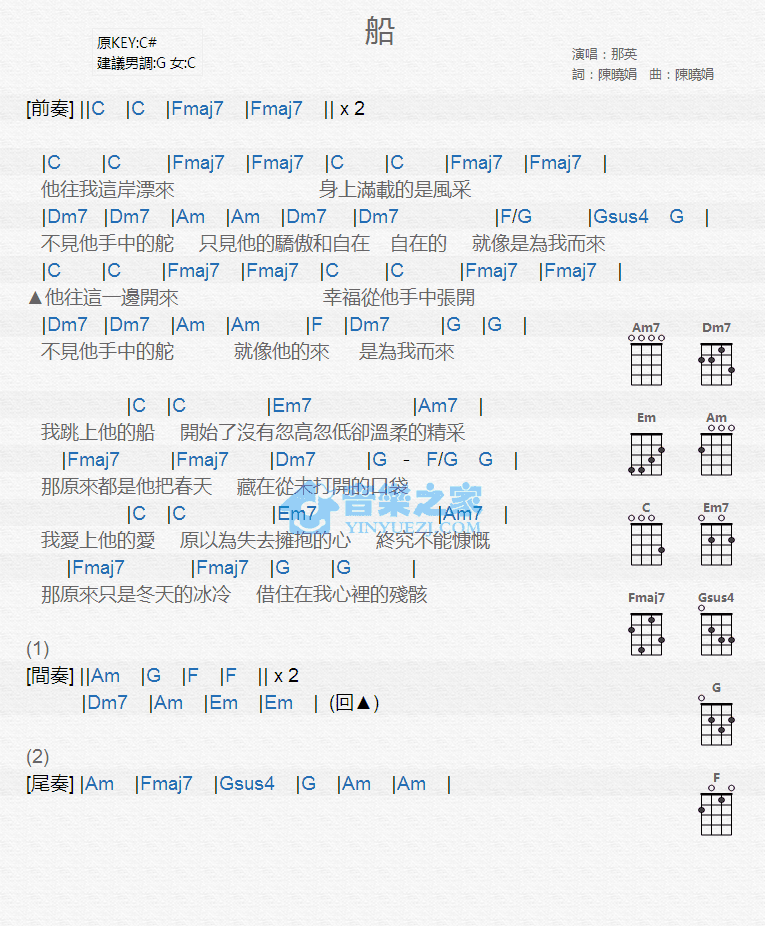 船
原KEY:C#
建議男調:G 女:C
演唱：那英
詞：陳曉娟 曲：陳曉娟
[前奏] ||C |C |Fmaj7 |Fmaj7 || x 2
|C |C |Fmaj7 |Fmaj7 |C |C |Fmaj7 |Fmaj7 |
他往我這岸漂來 身上滿載的是風采
|Dm7 |Dm7 |Am |Am |Dm7 |Dm7 |F/G |Gsus4 G |
不見他手中的舵 只見他的驕傲和自在 自在的 就像是為我而來
|C |C |Fmaj7 |Fmaj7 |C |C |Fmaj7 |Fmaj7 |
▲他往這一邊開來 幸福從他手中張開
|Dm7 |Dm7 |Am |Am |F |Dm7 |G |G |
不見他手中的舵 就像他的來 是為我而來
|C |C |Em7 |Am7 |
我跳上他的船 開始了沒有忽高忽低卻溫柔的精采
|Fmaj7 |Fmaj7 |Dm7 |G - F/G G |
那原來都是他把春天 藏在從未打開的口袋
|C |C |Em7 |Am7 |
我愛上他的愛 原以為失去擁抱的心 終究不能慷慨
|Fmaj7 |Fmaj7 |G |G |
那原來只是冬天的冰冷 借住在我心裡的殘骸
(1)
[間奏] ||Am |G |F |F || x 2
|Dm7 |Am |Em |Em | (回▲)
(2)
[尾奏] |Am |Fmaj7 |Gsus4 |G |Am |Am |
Am7 Dm7
Em Am
C Em7
Fmaj7 Gsus4
G
F
音樂之家
YINYUEZJ.COM